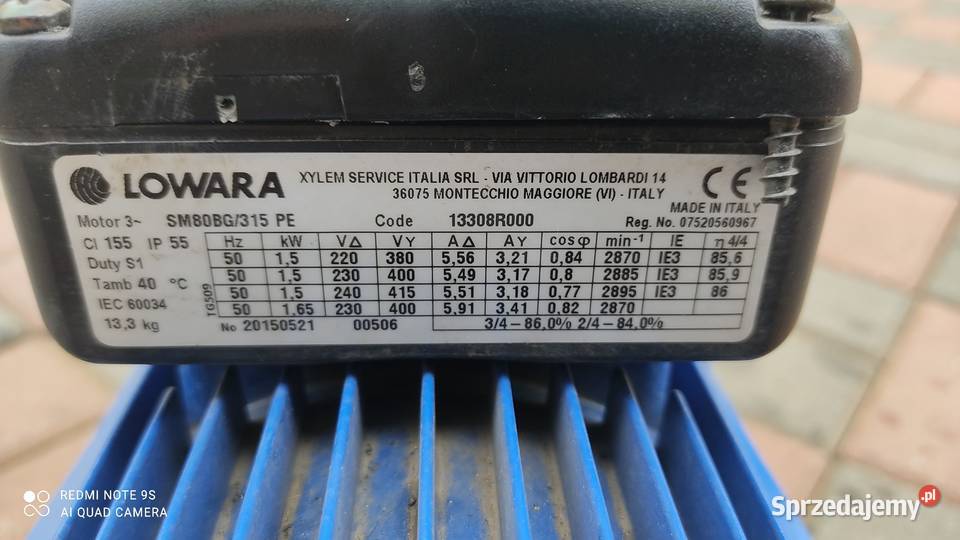 LOWARA
XYLEM SERVICE ITALIA SRL - VIA VITTORIO LOMBARDI 14
36075 MONTECCHIO MAGGIORE (VI) - ITALY
CE
MADE IN ITALY
Motor 3~ SM80BG/315 PE Code 13308R000 Reg. No. 07520560967
Cl 155 IP 55
Duty S1
Tamb 40 °C
IEC 60034
13,3 kg
1G509
Hz kW V△ VY A△ AY cosφ min⁻¹ IE η 4/4
50 1,5 220 380 5,56 3,21 0,84 2870 IE3 85,6
50 1,5 230 400 5,49 3,17 0,8 2885 IE3 85,9
50 1,5 240 415 5,51 3,18 0,77 2895 IE3 86
50 1,65 230 400 5,91 3,41 0,82 2870
No 20150521 00506 3/4–86,0% 2/4–84,0%
REDMI NOTE 9S
AI QUAD CAMERA
Sprzedajemy.pl